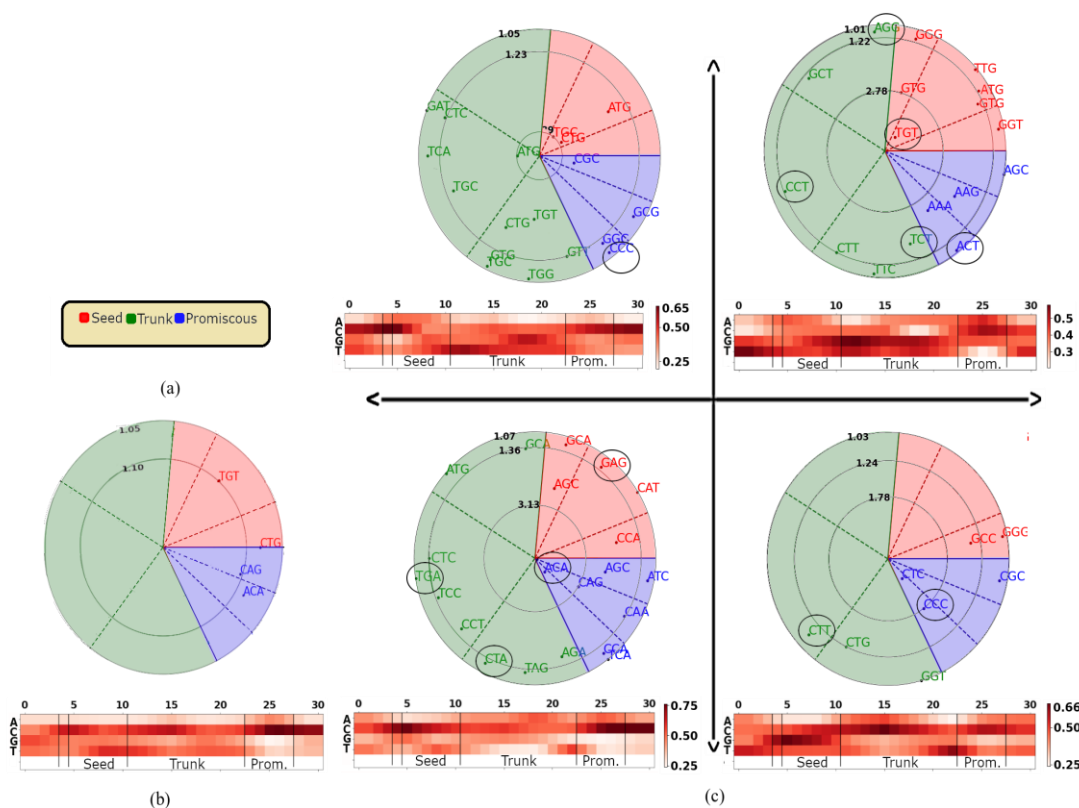 Seed Trunk Promiscous
(a)
1.05
1.23
ATG
TGC
CTG
GAT
CTC
TCA
ATG
CGC
TGC
GCG
TGT
CTG
GGC
CCC
GTG
GTT
TGC
TGG
0 5 10 15 20 25 30
0.65
0.50
0.25
A
C
G
T
Seed Trunk Prom.
1.01
AGG
1.22
GGG
TTG
GCT
ATG
2.78
GTG
GTG
GGT
TGT
AGC
CCT
AAG
AAA
TCT
ACT
CTT
TTC
0 5 10 15 20 25 30
0.5
0.4
0.3
A
C
G
T
Seed Trunk Prom.
1.05
1.10
TGT
CTG
CAG
ACA
0 5 10 15 20 25 30
0.75
0.50
0.25
A
C
G
T
Seed Trunk Prom.
(b)
1.07
1.36
GCA
GCA
GAG
ATG
AGC
CAT
3.13
CCA
CTC
TGA
ACA
AGC
ATC
CAG
TCC
CAA
CCT
AGA
CCA
TCA
CTA
TAG
0 5 10 15 20 25 30
A
C
G
T
Seed Trunk Prom.
1.03
1.24
1.78
GCC
GGG
CTC
CGC
CCC
CTT
CTG
GGT
0 5 10 15 20 25 30
0.66
0.50
0.25
A
C
G
T
Seed Trunk Prom.
(c)